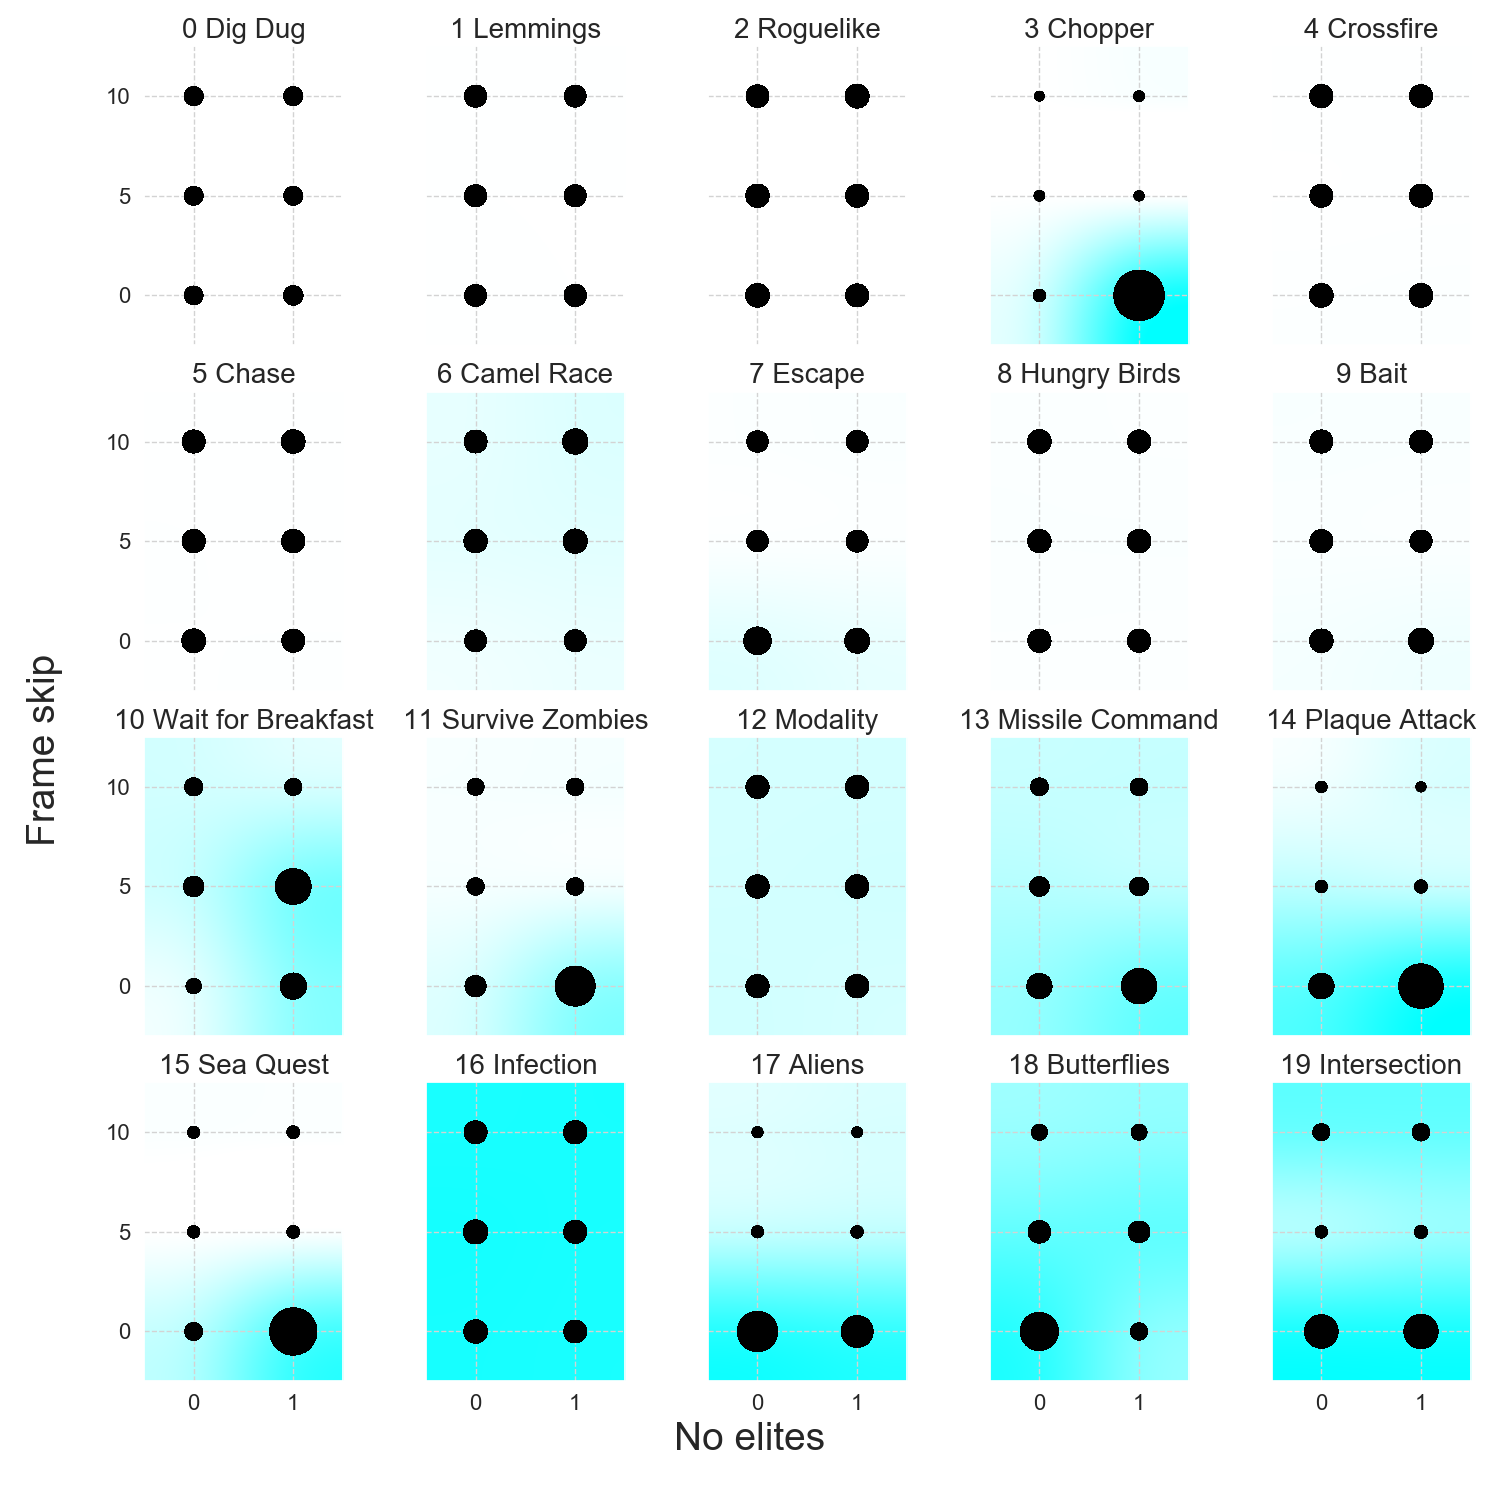 0 Dig Dug 1 Lemmings 2 Roguelike 3 Chopper 4 Crossfire
10
5
0
5 Chase 6 Camel Race 7 Escape 8 Hungry Birds 9 Bait
10
5
0
Frame skip
10 Wait for Breakfast 11 Survive Zombies 12 Modality 13 Missile Command 14 Plaque Attack
10
5
0
15 Sea Quest 16 Infection 17 Aliens 18 Butterflies 19 Intersection
10
5
0
0 1 0 1 0 1 0 1 0 1
No elites